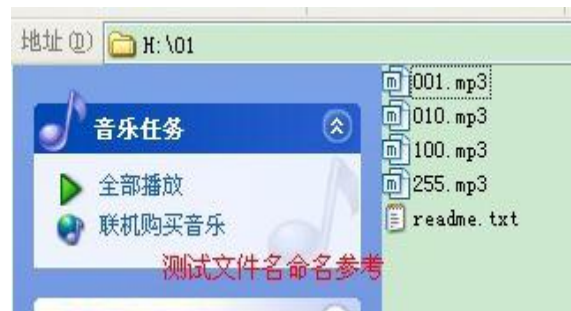 地址(D) H:\01
音乐任务
全部播放
联机购买音乐
测试文件名命名参考
001.mp3
010.mp3
100.mp3
255.mp3
readme.txt